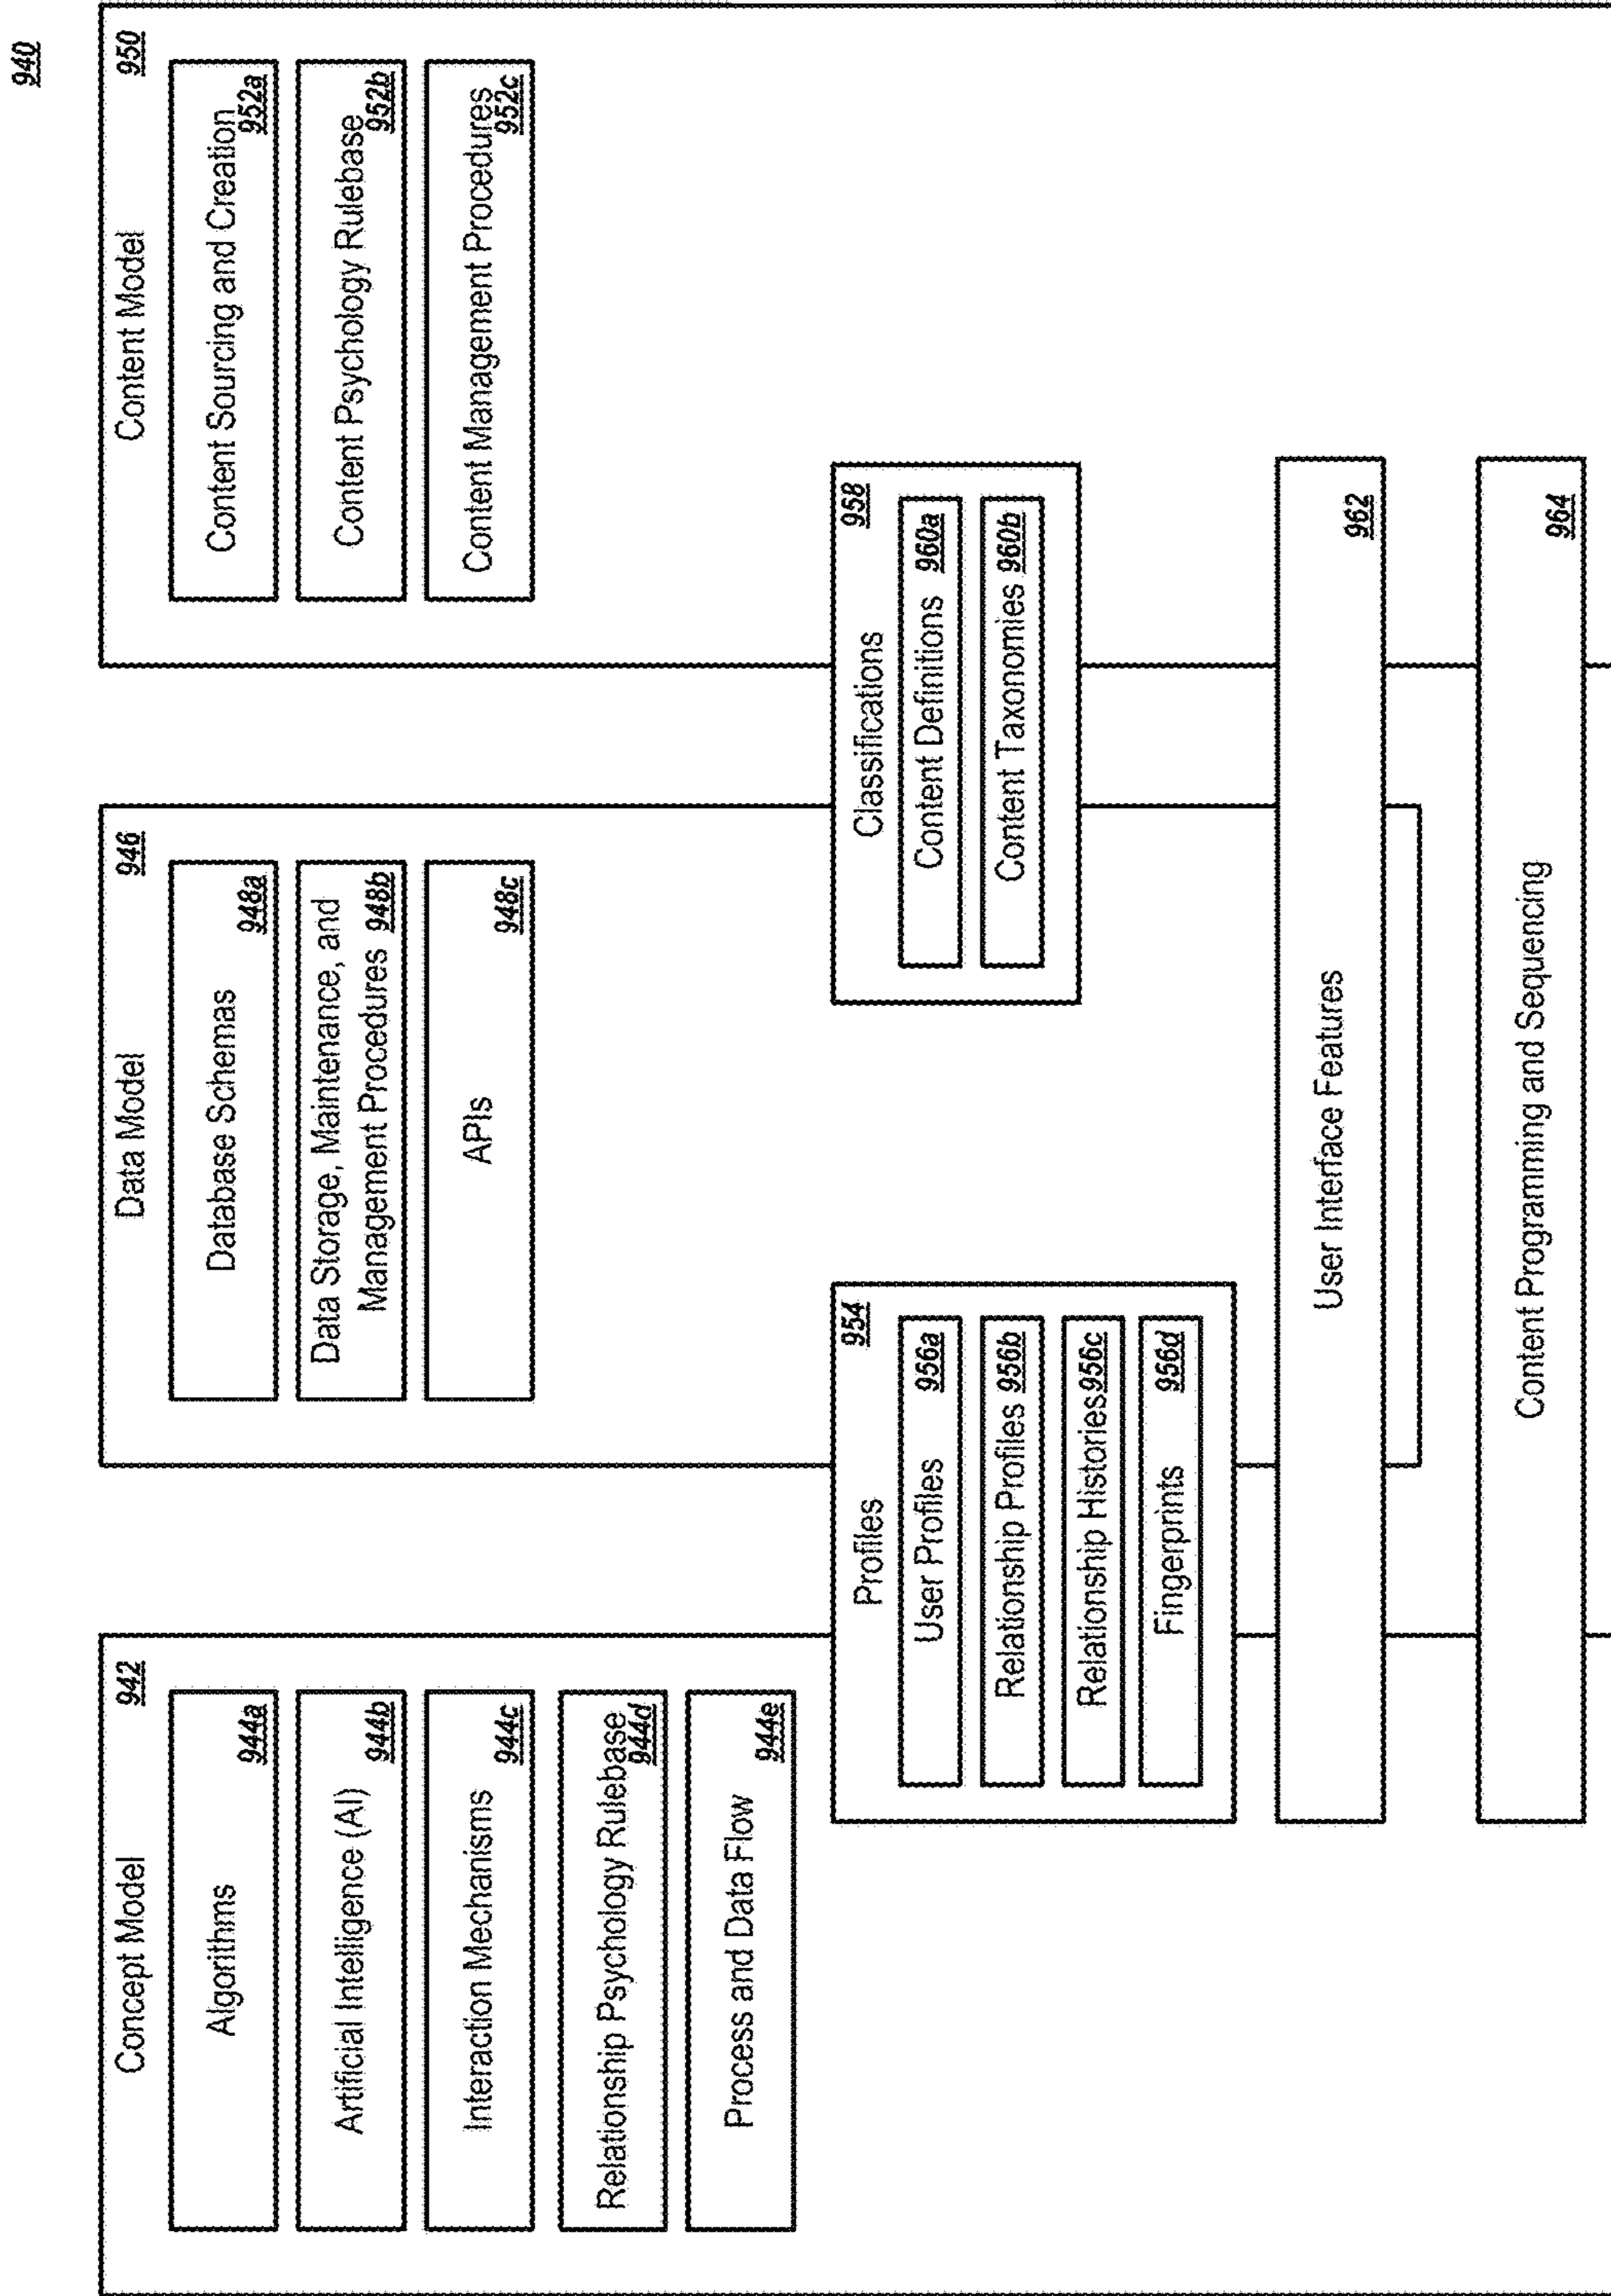 940
Concept Model 942
Algorithms
944a
Artificial Intelligence (AI)
944b
Interaction Mechanisms
944c
Relationship Psychology Rulebase
944d
Process and Data Flow
944e
Data Model 946
Database Schemas
948a
Data Storage, Maintenance, and
Management Procedures 948b
APIs
948c
Content Model 950
Content Sourcing and Creation
952a
Content Psychology Rulebase
952b
Content Management Procedures
952c
Profiles 954
User Profiles 956a
Relationship Profiles 956b
Relationship Histories 956c
Fingerprints 956d
Classifications 958
Content Definitions 960a
Content Taxonomies 960b
User Interface Features 962
Content Programming and Sequencing 964